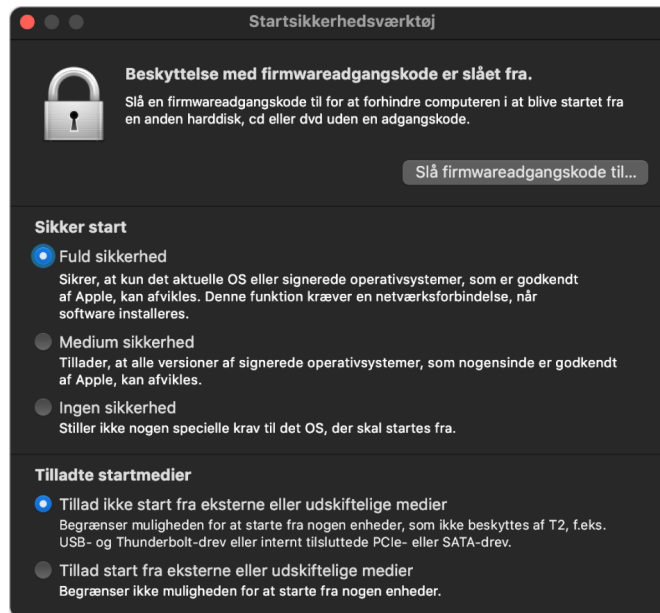 Startsikkerhedsværktøj
Beskyttelse med firmwareadgangskode er slået fra.
Slå en firmwareadgangskode til for at forhindre computeren i at blive startet fra
en anden harddisk, cd eller dvd uden en adgangskode.
Slå firmwareadgangskode til...
Sikker start
Fuld sikkerhed
Sikrer, at kun det aktuelle OS eller signerede operativsystemer, som er godkendt
af Apple, kan afvikles. Denne funktion kræver en netværksforbindelse, når
software installeres.
Medium sikkerhed
Tillader, at alle versioner af signerede operativsystemer, som nogensinde er godkendt
af Apple, kan afvikles.
Ingen sikkerhed
Stiller ikke nogen specielle krav til det OS, der skal startes fra.
Tilladte startmedier
Tillad ikke start fra eksterne eller udskiftelige medier
Begrænser muligheden for at starte fra nogen enheder, som ikke beskyttes af T2, f.eks.
USB- og Thunderbolt-drev eller internt tilsluttede PCIe- eller SATA-drev.
Tillad start fra eksterne eller udskiftelige medier
Begrænser ikke muligheden for at starte fra nogen enheder.